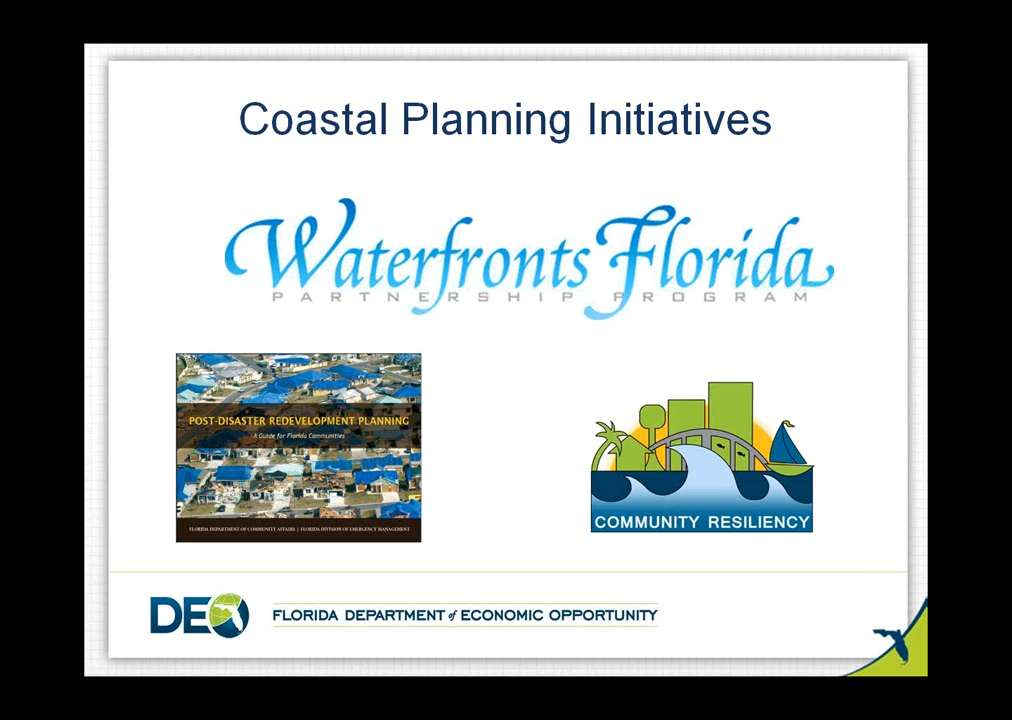 Coastal Planning Initiatives
Waterfronts Florida
PARTNERSHIP PROGRAM
POST-DISASTER REDEVELOPMENT PLANNING
A Guide for Florida Communities
FLORIDA DEPARTMENT OF COMMUNITY AFFAIRS | FLORIDA DIVISION OF EMERGENCY MANAGEMENT
COMMUNITY RESILIENCY
DEO
FLORIDA DEPARTMENT of ECONOMIC OPPORTUNITY